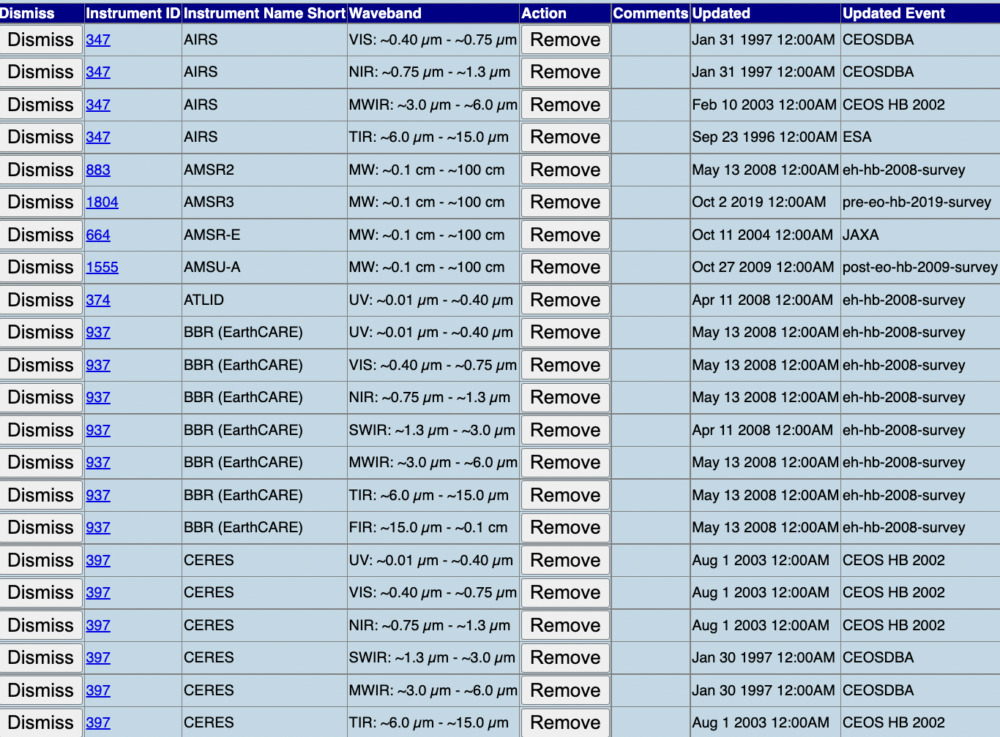 Dismiss Instrument ID Instrument Name Short Waveband Action Comments Updated Updated Event
Dismiss 347 AIRS VIS: ~0.40 µm - ~0.75 µm Remove Jan 31 1997 12:00AM CEOSDBA
Dismiss 347 AIRS NIR: ~0.75 µm - ~1.3 µm Remove Jan 31 1997 12:00AM CEOSDBA
Dismiss 347 AIRS MWIR: ~3.0 µm - ~6.0 µm Remove Feb 10 2003 12:00AM CEOS HB 2002
Dismiss 347 AIRS TIR: ~6.0 µm - ~15.0 µm Remove Sep 23 1996 12:00AM ESA
Dismiss 883 AMSR2 MW: ~0.1 cm - ~100 cm Remove May 13 2008 12:00AM eh-hb-2008-survey
Dismiss 1804 AMSR3 MW: ~0.1 cm - ~100 cm Remove Oct 2 2019 12:00AM pre-eo-hb-2019-survey
Dismiss 664 AMSR-E MW: ~0.1 cm - ~100 cm Remove Oct 11 2004 12:00AM JAXA
Dismiss 1555 AMSU-A MW: ~0.1 cm - ~100 cm Remove Oct 27 2009 12:00AM post-eo-hb-2009-survey
Dismiss 374 ATLID UV: ~0.01 µm - ~0.40 µm Remove Apr 11 2008 12:00AM eh-hb-2008-survey
Dismiss 937 BBR (EarthCARE) UV: ~0.01 µm - ~0.40 µm Remove May 13 2008 12:00AM eh-hb-2008-survey
Dismiss 937 BBR (EarthCARE) VIS: ~0.40 µm - ~0.75 µm Remove May 13 2008 12:00AM eh-hb-2008-survey
Dismiss 937 BBR (EarthCARE) NIR: ~0.75 µm - ~1.3 µm Remove May 13 2008 12:00AM eh-hb-2008-survey
Dismiss 937 BBR (EarthCARE) SWIR: ~1.3 µm - ~3.0 µm Remove Apr 11 2008 12:00AM eh-hb-2008-survey
Dismiss 937 BBR (EarthCARE) MWIR: ~3.0 µm - ~6.0 µm Remove May 13 2008 12:00AM eh-hb-2008-survey
Dismiss 937 BBR (EarthCARE) TIR: ~6.0 µm - ~15.0 µm Remove May 13 2008 12:00AM eh-hb-2008-survey
Dismiss 937 BBR (EarthCARE) FIR: ~15.0 µm - ~0.1 cm Remove May 13 2008 12:00AM eh-hb-2008-survey
Dismiss 397 CERES UV: ~0.01 µm - ~0.40 µm Remove Aug 1 2003 12:00AM CEOS HB 2002
Dismiss 397 CERES VIS: ~0.40 µm - ~0.75 µm Remove Aug 1 2003 12:00AM CEOS HB 2002
Dismiss 397 CERES NIR: ~0.75 µm - ~1.3 µm Remove Aug 1 2003 12:00AM CEOS HB 2002
Dismiss 397 CERES SWIR: ~1.3 µm - ~3.0 µm Remove Jan 30 1997 12:00AM CEOSDBA
Dismiss 397 CERES MWIR: ~3.0 µm - ~6.0 µm Remove Jan 30 1997 12:00AM CEOSDBA
Dismiss 397 CERES TIR: ~6.0 µm - ~15.0 µm Remove Aug 1 2003 12:00AM CEOS HB 2002